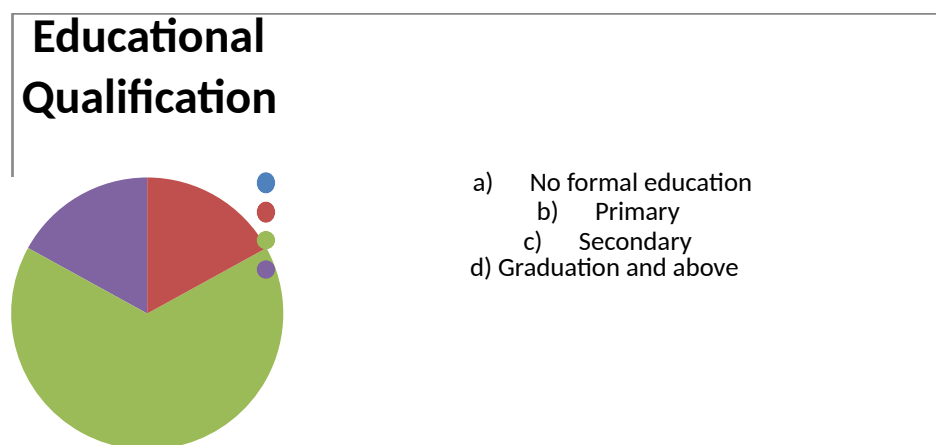 Educational
Qualification
a) No formal education
b) Primary
c) Secondary
d) Graduation and above